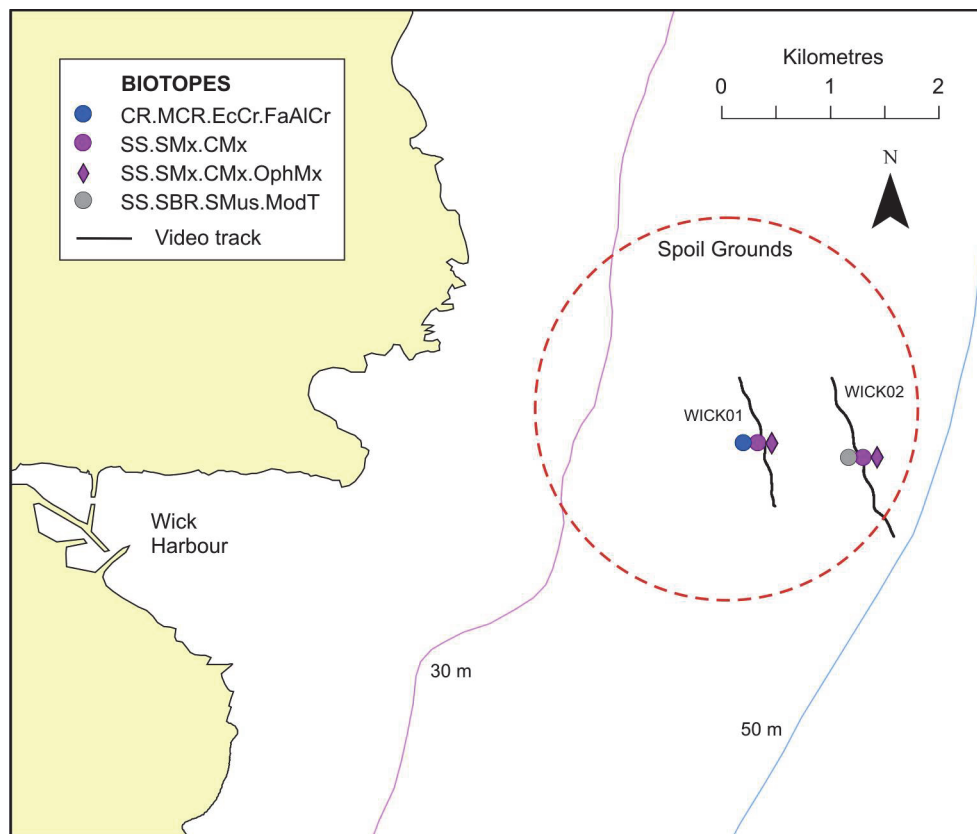 BIOTOPES
CR.MCR.EcCr.FaAlCr
SS.SMx.CMx
SS.SMx.CMx.OphMx
SS.SBR.SMus.ModT
Video track
Kilometres
0 1 2
N
Spoil Grounds
WICK01
WICK02
Wick
Harbour
30 m
50 m